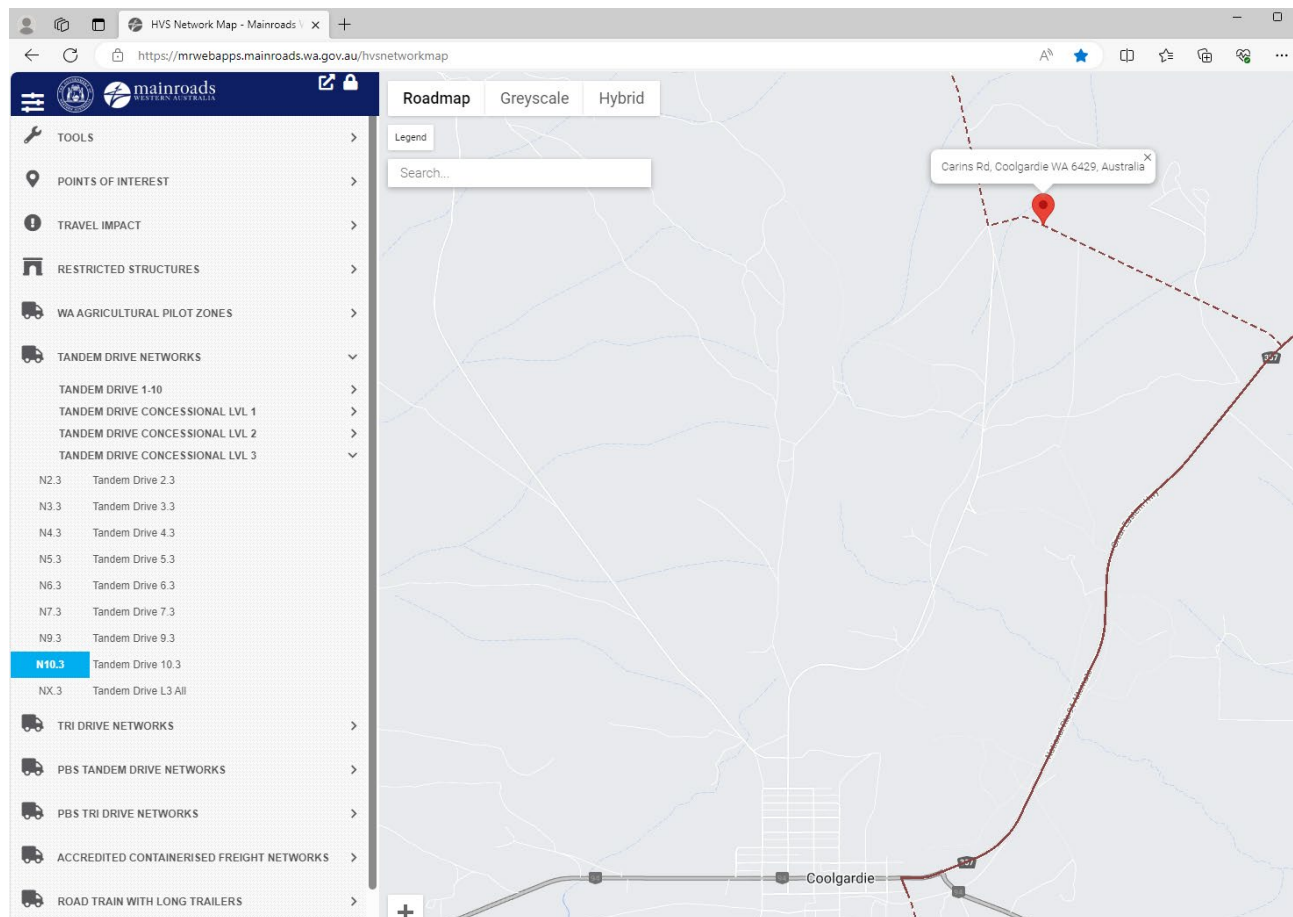 HVS Network Map - Mainroads
https://mrwebapps.mainroads.wa.gov.au/hvsnetworkmap
mainroads
WESTERN AUSTRALIA
TOOLS
POINTS OF INTEREST
TRAVEL IMPACT
RESTRICTED STRUCTURES
WA AGRICULTURAL PILOT ZONES
TANDEM DRIVE NETWORKS
TANDEM DRIVE 1-10
TANDEM DRIVE CONCESSIONAL LVL 1
TANDEM DRIVE CONCESSIONAL LVL 2
TANDEM DRIVE CONCESSIONAL LVL 3
N2.3 Tandem Drive 2.3
N3.3 Tandem Drive 3.3
N4.3 Tandem Drive 4.3
N5.3 Tandem Drive 5.3
N6.3 Tandem Drive 6.3
N7.3 Tandem Drive 7.3
N9.3 Tandem Drive 9.3
N10.3 Tandem Drive 10.3
NX.3 Tandem Drive L3 All
TRI DRIVE NETWORKS
PBS TANDEM DRIVE NETWORKS
PBS TRI DRIVE NETWORKS
ACCREDITED CONTAINERISED FREIGHT NETWORKS
ROAD TRAIN WITH LONG TRAILERS
Roadmap Greyscale Hybrid
Legend
Search...
Carins Rd, Coolgardie WA 6429, Australia
Coolgardie
94
94
94